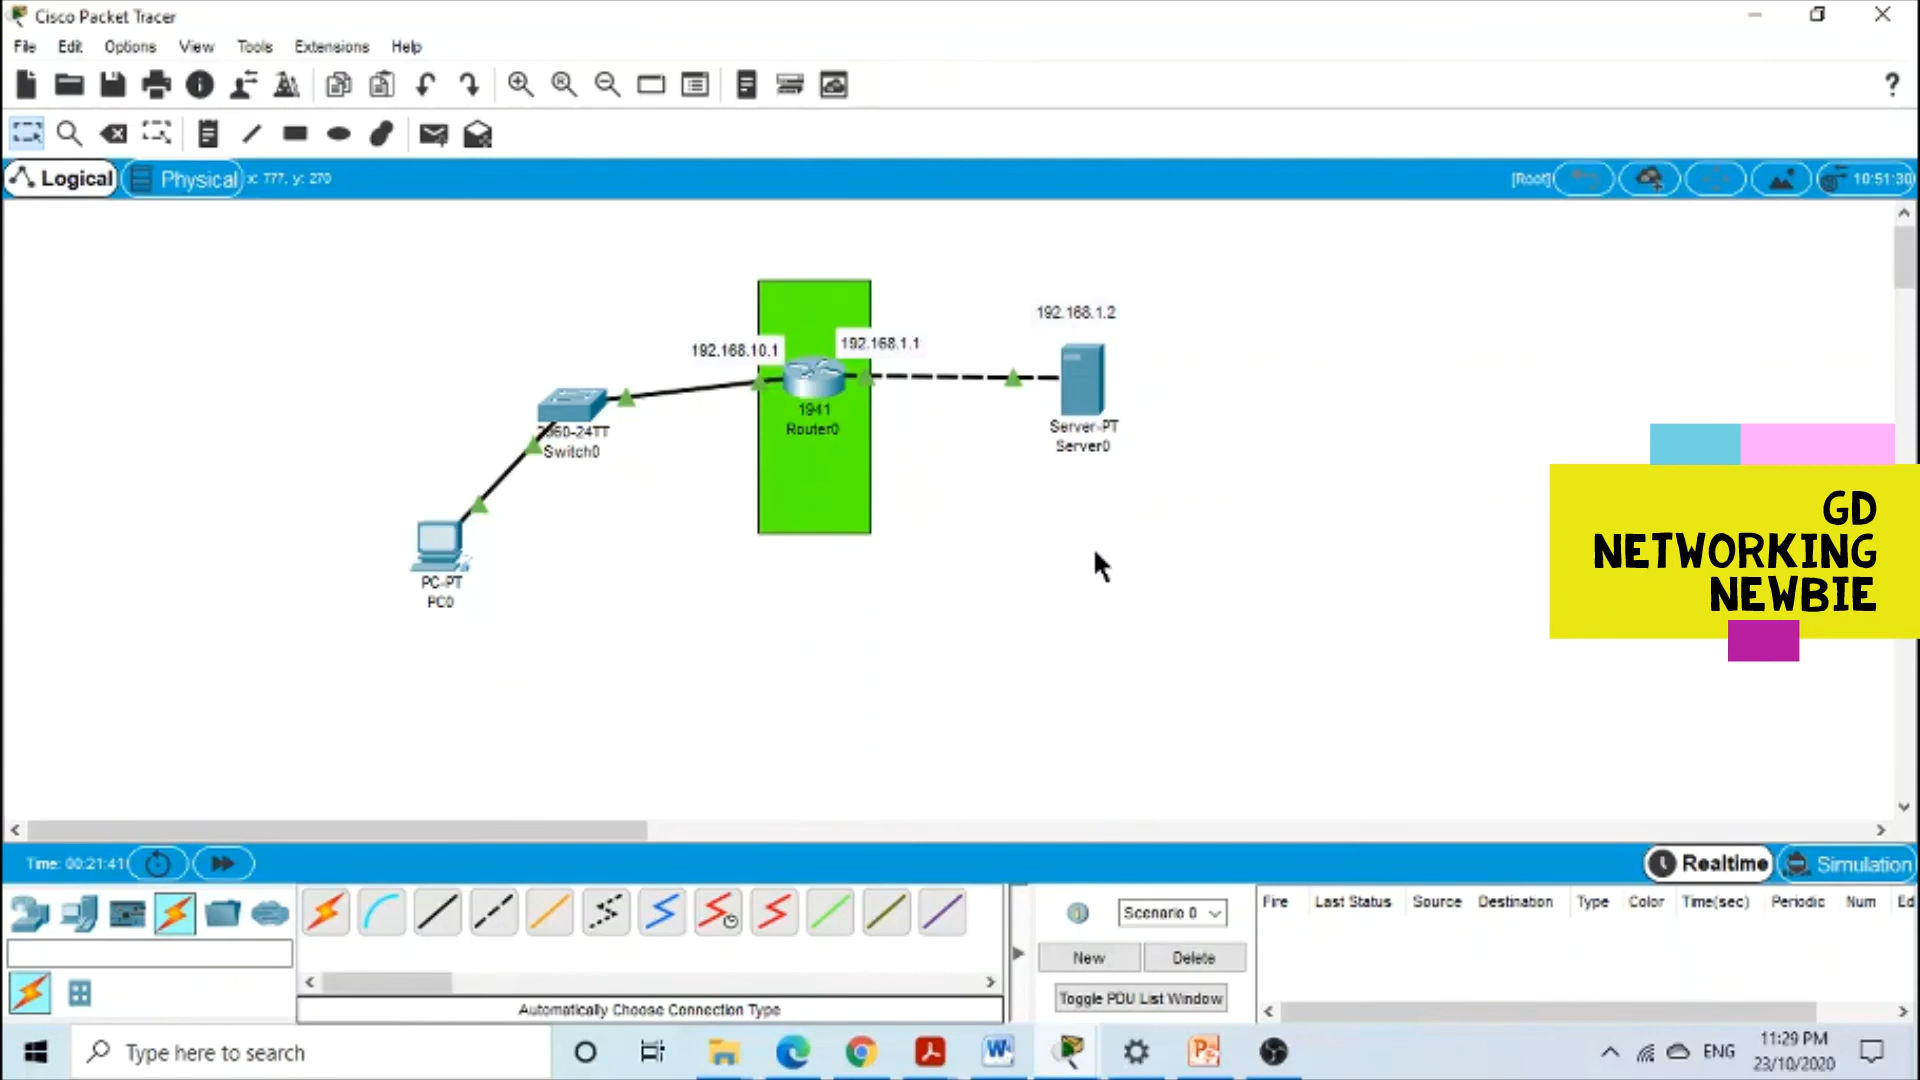 Cisco Packet Tracer
File Edit Options View Tools Extensions Help
Logical Physical x: 777, y: 270 [Root] 10:51:30
192.168.1.2
192.168.10.1 192.168.1.1
1941
Router0
2960-24TT
Switch0
Server-PT
Server0
PC-PT
PC0
GD
NETWORKING
NEWBIE
Time: 00:21:41 Realtime Simulation
Scenario 0
New Delete
Toggle PDU List Window
Fire Last Status Source Destination Type Color Time(sec) Periodic Num Ed
Automatically Choose Connection Type
Type here to search
ENG
11:29 PM
23/10/2020